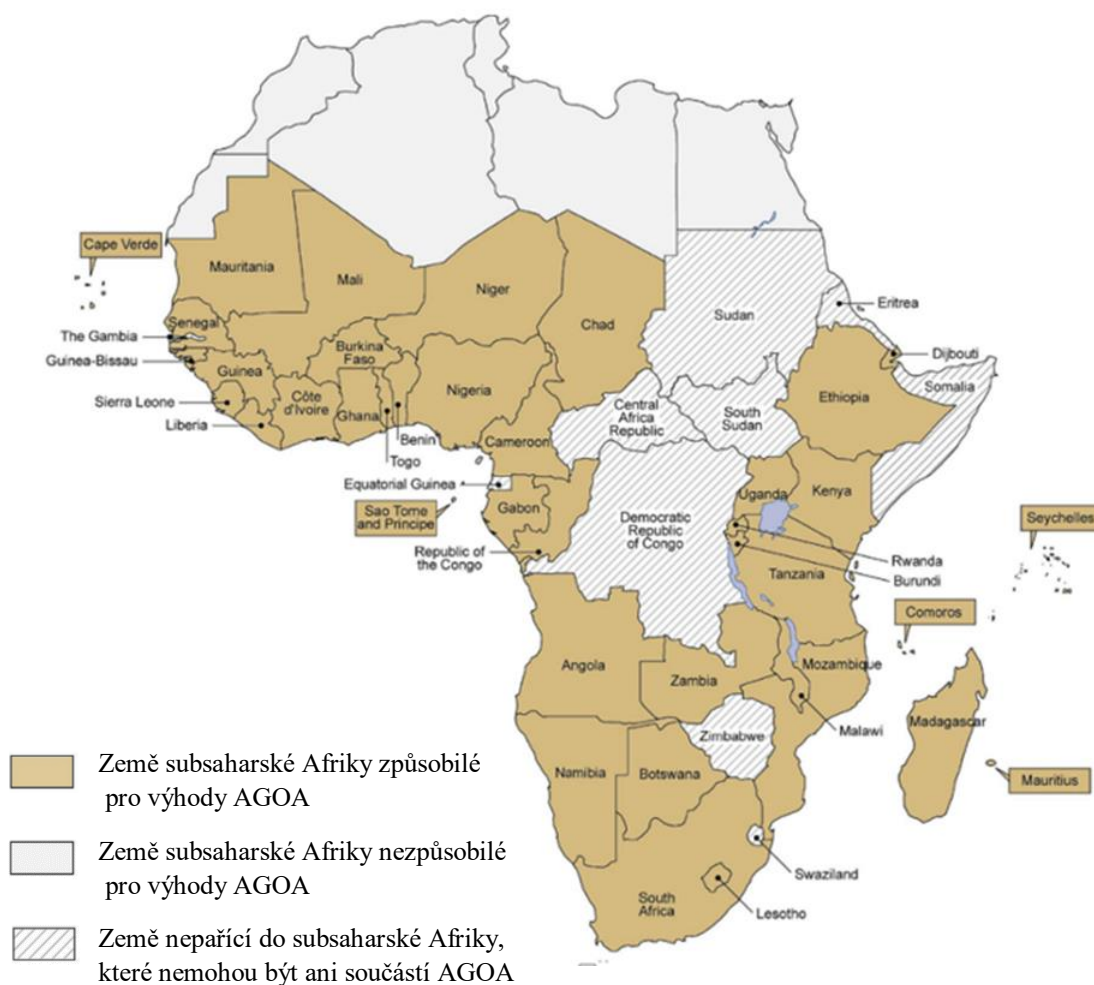 Cape Verde
Mauritania
Mali
Niger
Chad
Sudan
Eritrea
Senegal
The Gambia
Guinea-Bissau
Guinea
Burkina
Faso
Djibouti
Somalia
Sierra Leone
Côte
d'Ivoire
Ghana
Nigeria
Central
Africa
Republic
South
Sudan
Ethiopia
Liberia
Benin
Togo
Cameroon
Equatorial Guinea
Sao Tome
and Principe
Gabon
Republic of
the Congo
Democratic
Republic
of Congo
Uganda
Kenya
Seychelles
Rwanda
Burundi
Tanzania
Comoros
Angola
Zambia
Mozambique
Malawi
Madagascar
Zimbabwe
Namibia
Botswana
Mauritius
Swaziland
South
Africa
Lesotho
Země subsaharské Afriky způsobilé
pro výhody AGOA
Země subsaharské Afriky nezpůsobilé
pro výhody AGOA
Země nepařící do subsaharské Afriky,
které nemohou být ani součástí AGOA